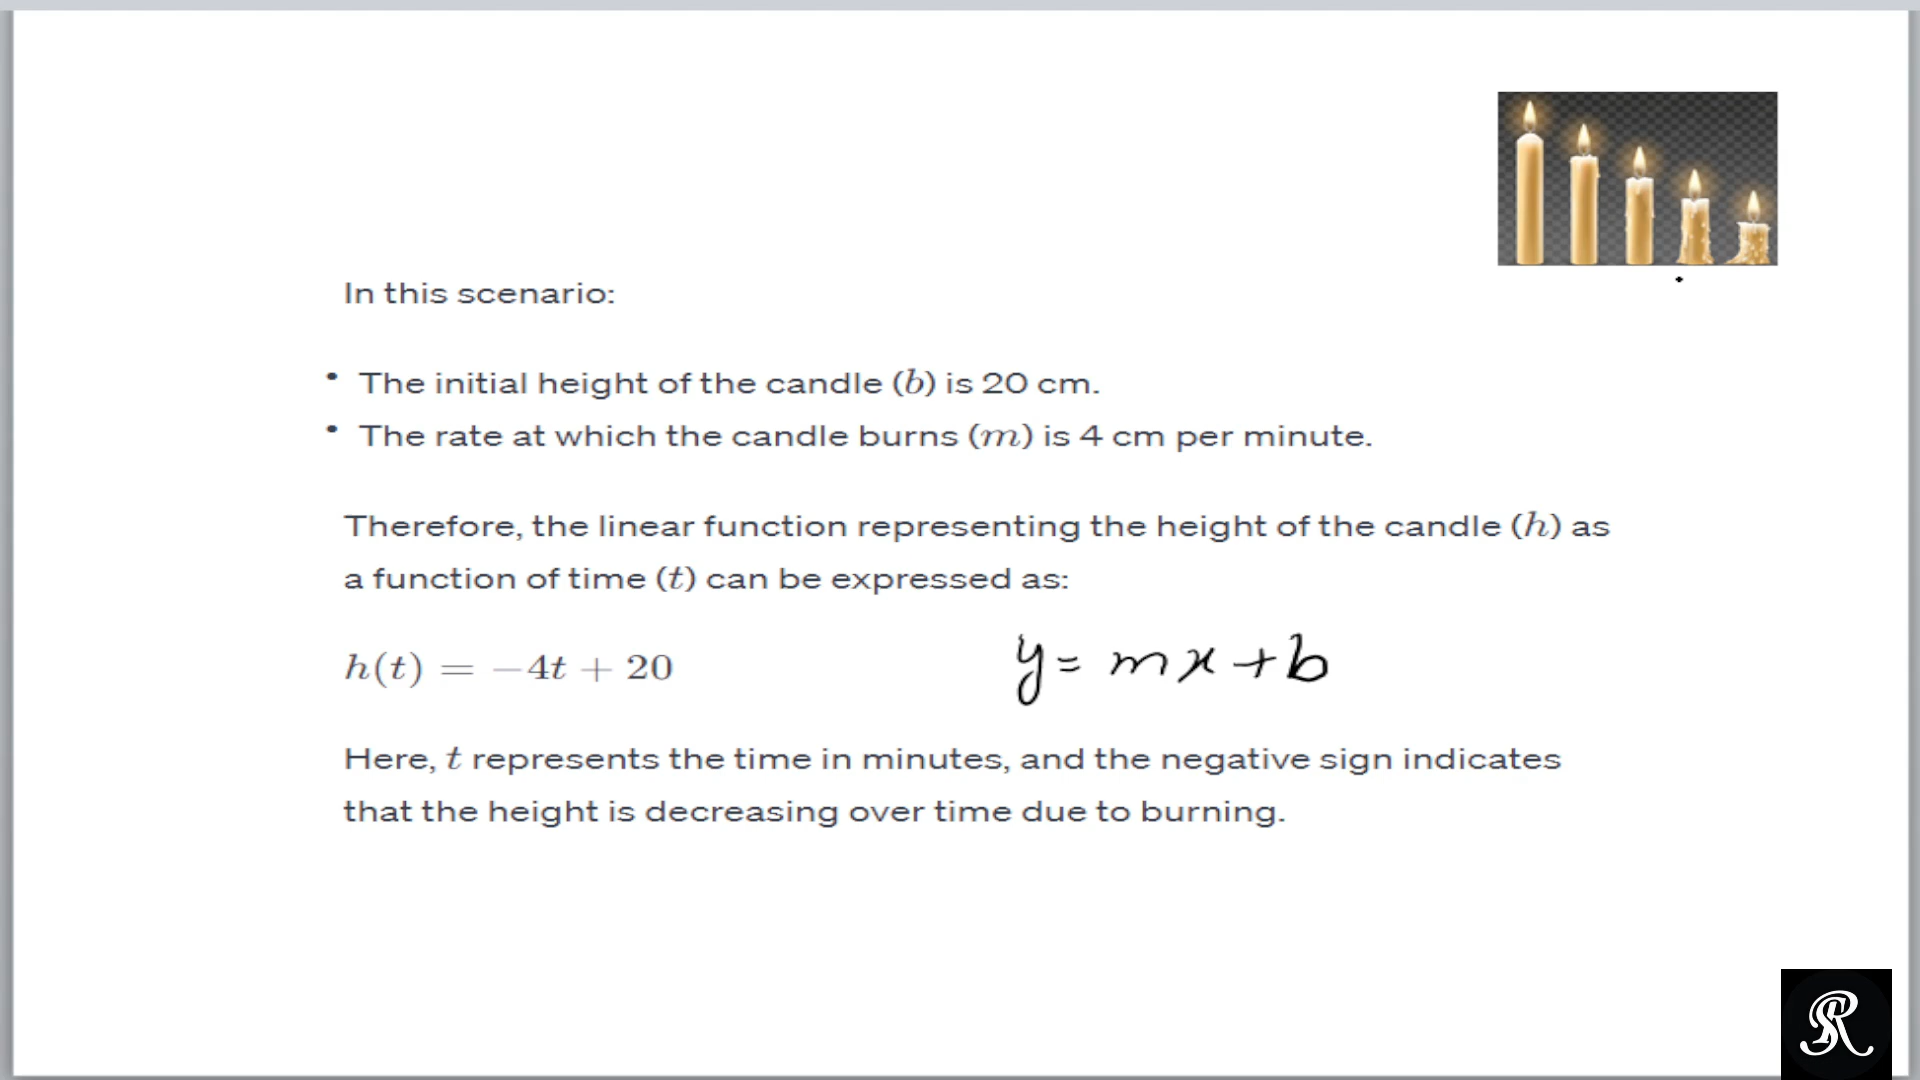 In this scenario:
• The initial height of the candle (b) is 20 cm.
• The rate at which the candle burns (m) is 4 cm per minute.
Therefore, the linear function representing the height of the candle (h) as
a function of time (t) can be expressed as:
h(t) = −4t + 20
y = mx + b
Here, t represents the time in minutes, and the negative sign indicates
that the height is decreasing over time due to burning.